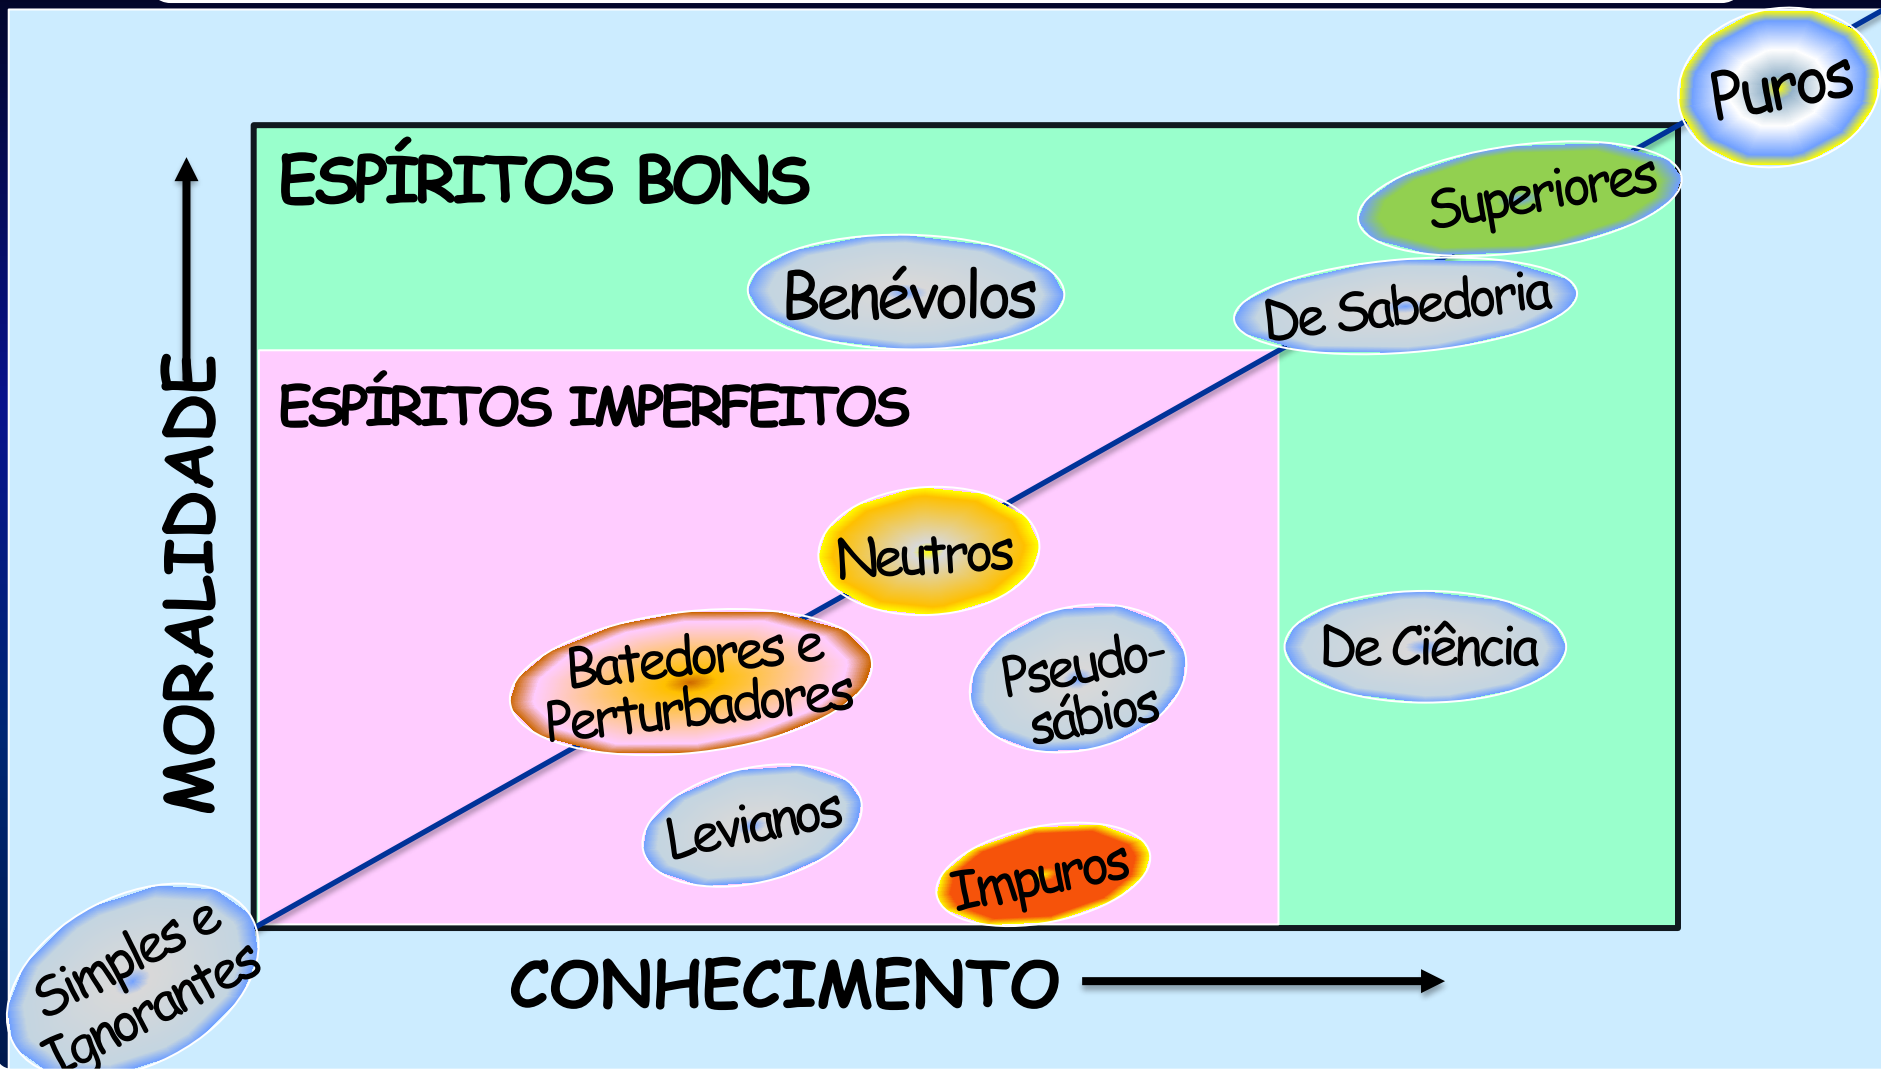 Puros
ESPÍRITOS BONS
Superiores
Benévolos
De Sabedoria
ESPÍRITOS IMPERFEITOS
MORALIDADE
Neutros
Batedores e
Perturbadores
Pseudo-
sábios
De Ciência
Levianos
Impuros
Simples e
Ignorantes
CONHECIMENTO